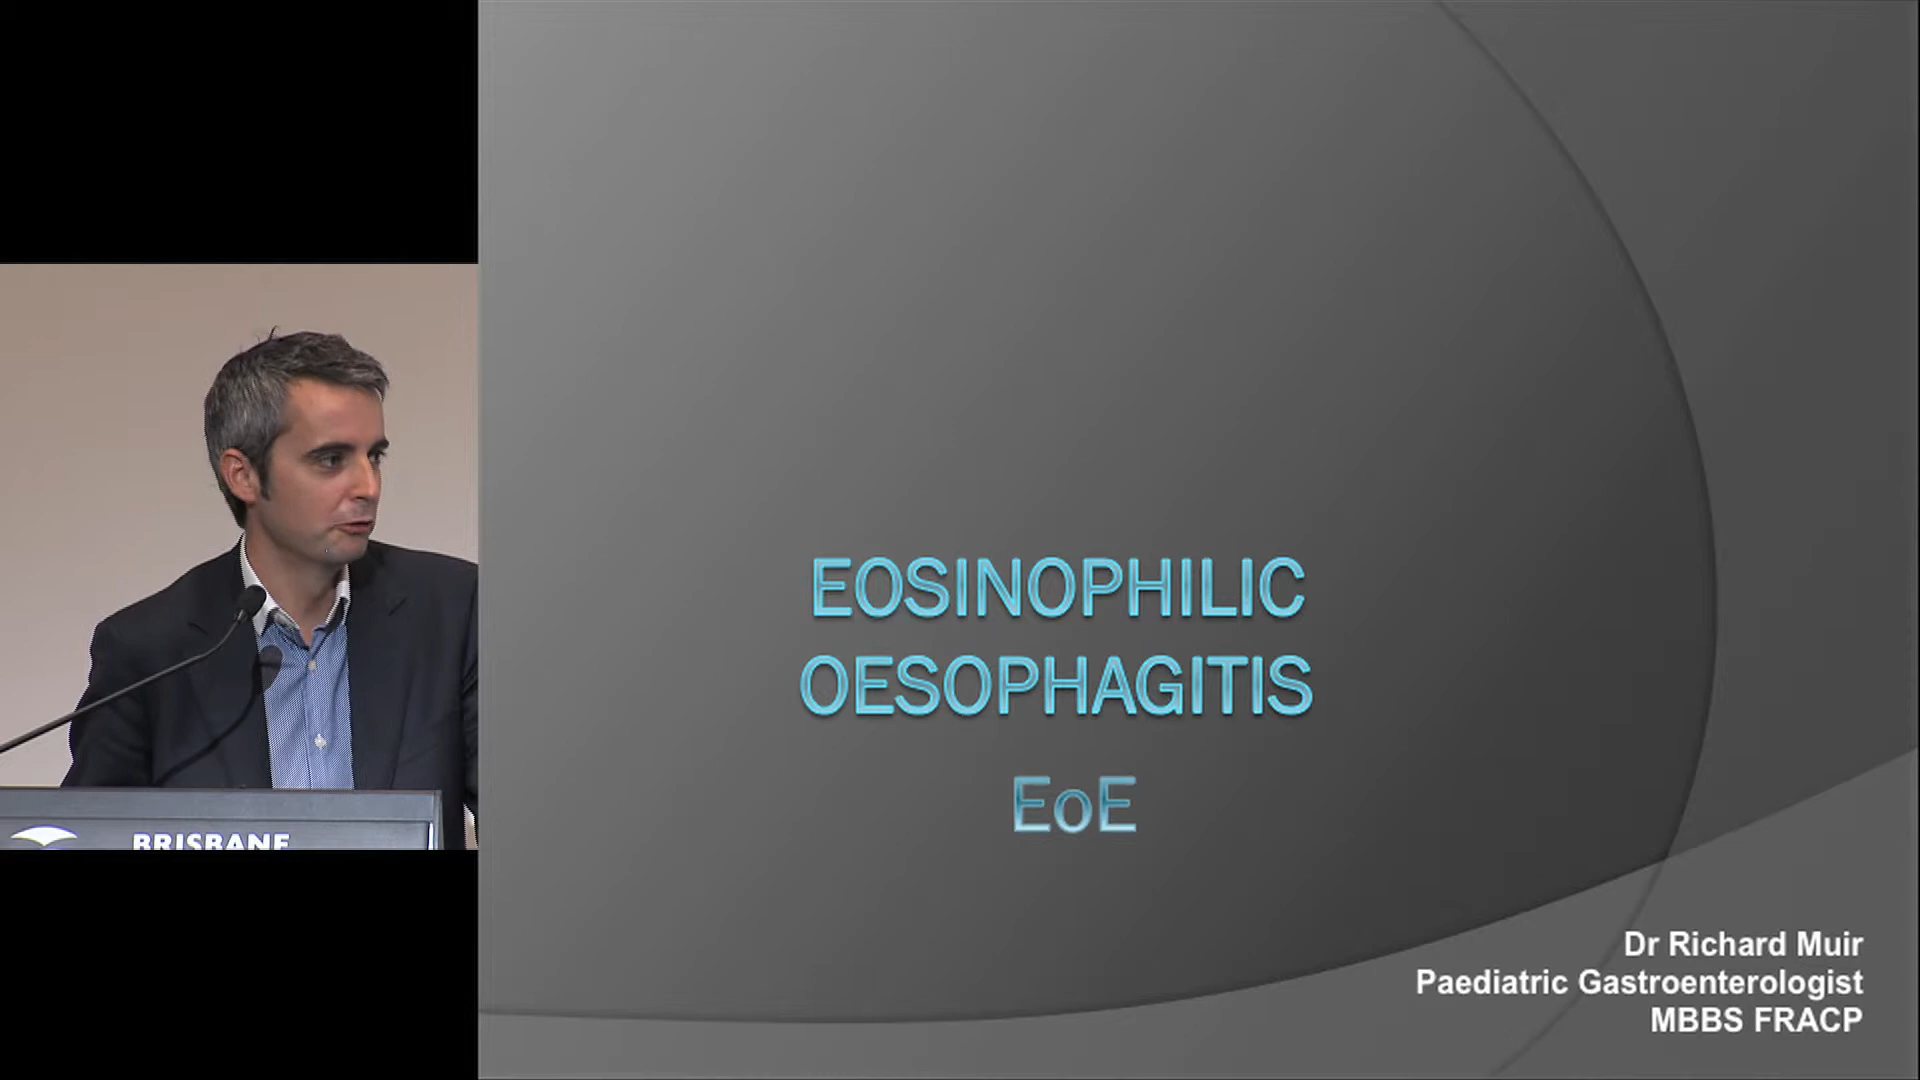 EOSINOPHILIC
OESOPHAGITIS
EoE
Dr Richard Muir
Paediatric Gastroenterologist
MBBS FRACP
BRISBANE